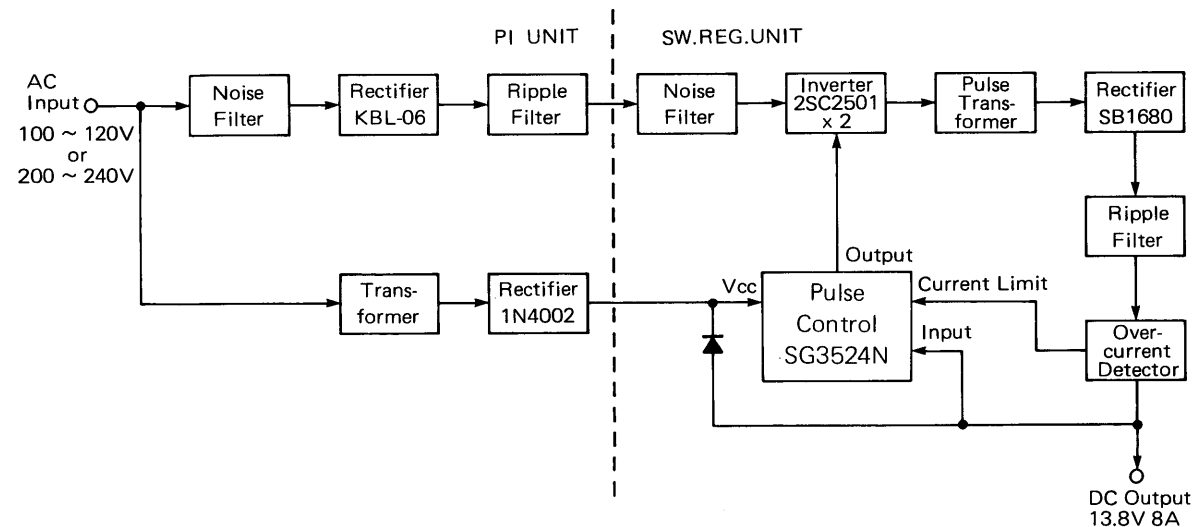 PI UNIT
SW.REG.UNIT
AC
Input
100 ~ 120V
or
200 ~ 240V
Noise
Filter
Rectifier
KBL-06
Ripple
Filter
Noise
Filter
Inverter
2SC2501
x 2
Pulse
Trans-
former
Rectifier
SB1680
Ripple
Filter
Trans-
former
Rectifier
1N4002
Vcc
Output
Pulse
Control
SG3524N
Current Limit
Input
Over-
current
Detector
DC Output
13.8V 8A